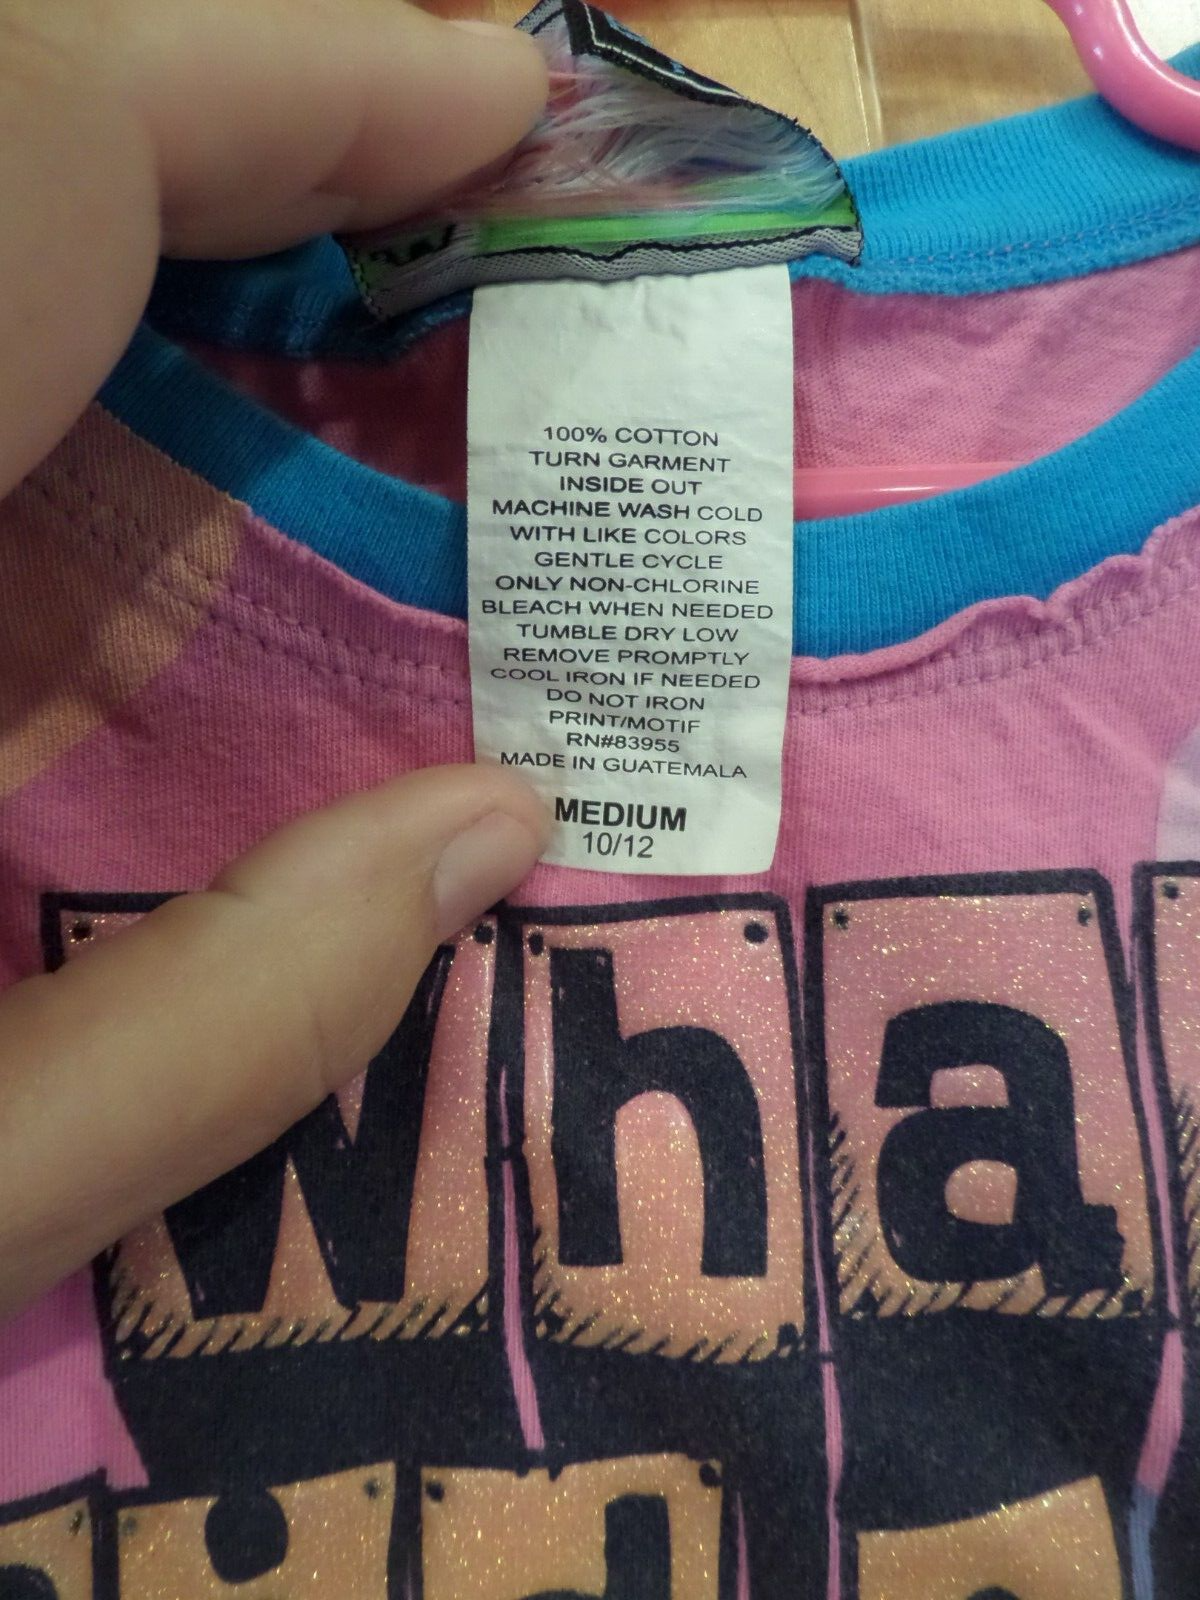 100% COTTON
TURN GARMENT
INSIDE OUT
MACHINE WASH COLD
WITH LIKE COLORS
GENTLE CYCLE
ONLY NON-CHLORINE
BLEACH WHEN NEEDED
TUMBLE DRY LOW
REMOVE PROMPTLY
COOL IRON IF NEEDED
DO NOT IRON
PRINT/MOTIF
RN#83955
MADE IN GUATEMALA
MEDIUM
10/12
Wha